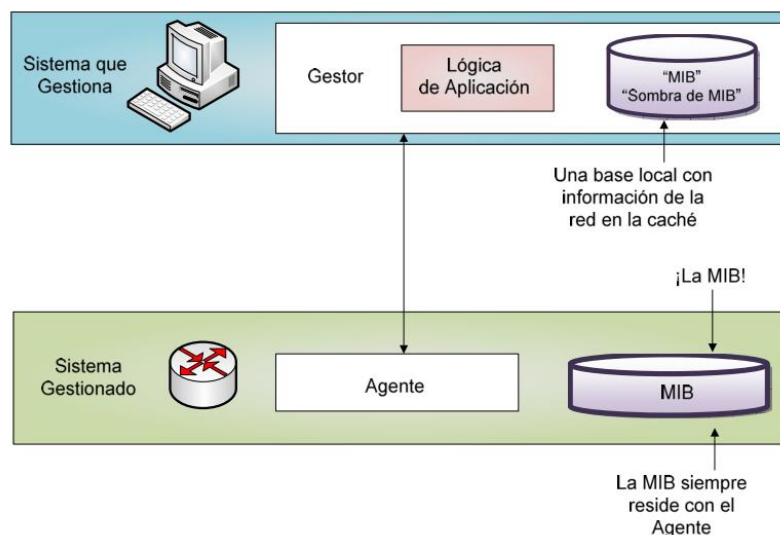 Sistema que
Gestiona
Gestor
Lógica
de Aplicación
“MIB”
“Sombra de MIB”
Una base local con
información de la
red en la caché
¡La MIB!
Sistema
Gestionado
Agente
MIB
La MIB siempre
reside con el
Agente